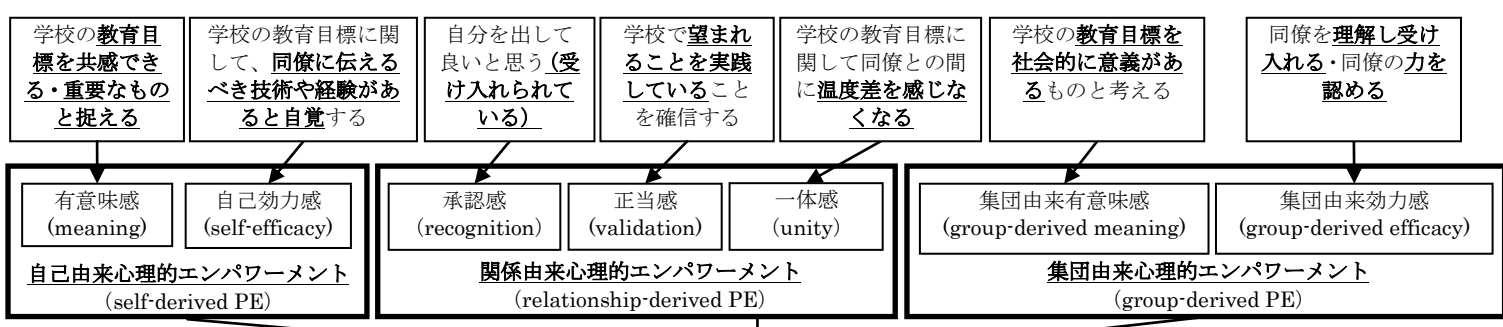 学校の教育目
標を共感でき
る・重要なもの
と捉える
学校の教育目標に関
して、同僚に伝える
べき技術や経験があ
ると自覚する
自分を出して
良いと思う(受
け入れられて
いる)
学校で望まれ
ることを実践
していること
を確信する
学校の教育目標に
関して同僚との間
に温度差を感じな
くなる
学校の教育目標を
社会的に意義があ
るものと考える
同僚を理解し受け
入れる・同僚の力を
認める
有意味感
(meaning)
自己効力感
(self-efficacy)
自己由来心理的エンパワーメント
(self-derived PE)
承認感
(recognition)
正当感
(validation)
一体感
(unity)
関係由来心理的エンパワーメント
(relationship-derived PE)
集団由来有意味感
(group-derived meaning)
集団由来効力感
(group-derived efficacy)
集団由来心理的エンパワーメント
(group-derived PE)